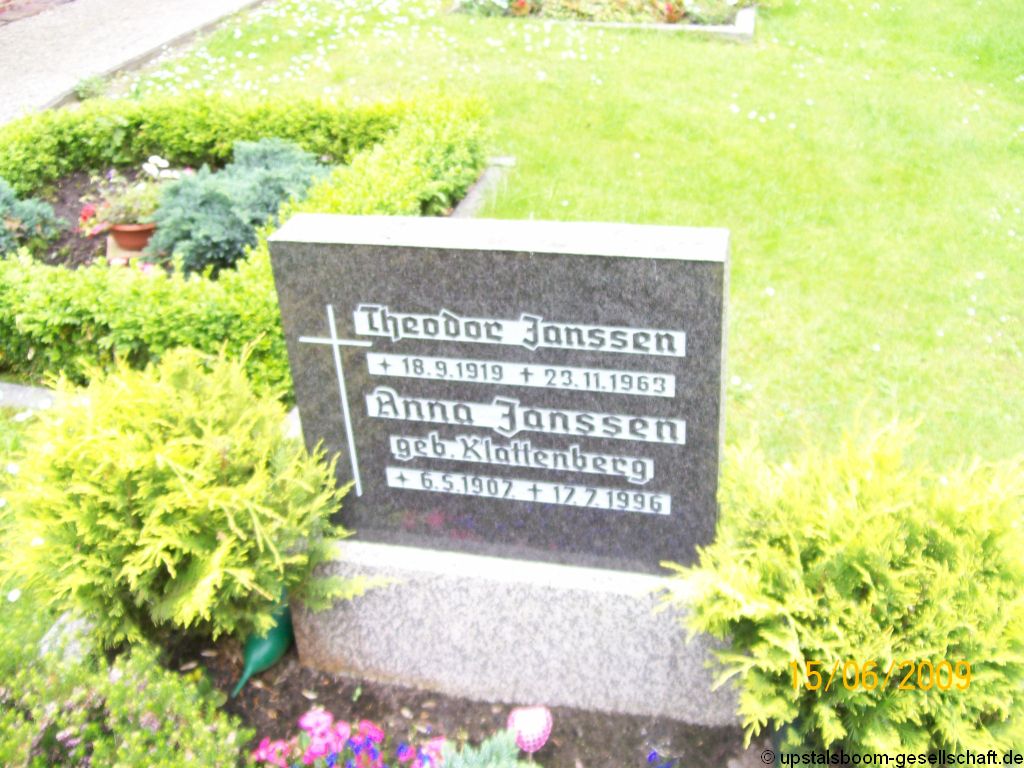 Theodor Janssen
+ 18.9.1919 + 23.11.1963
Anna Janssen
geb. Klattenberg
+ 6.5.1907 + 17.7.1996
15/06/2009
© upstalsboom-gesellschaft.de